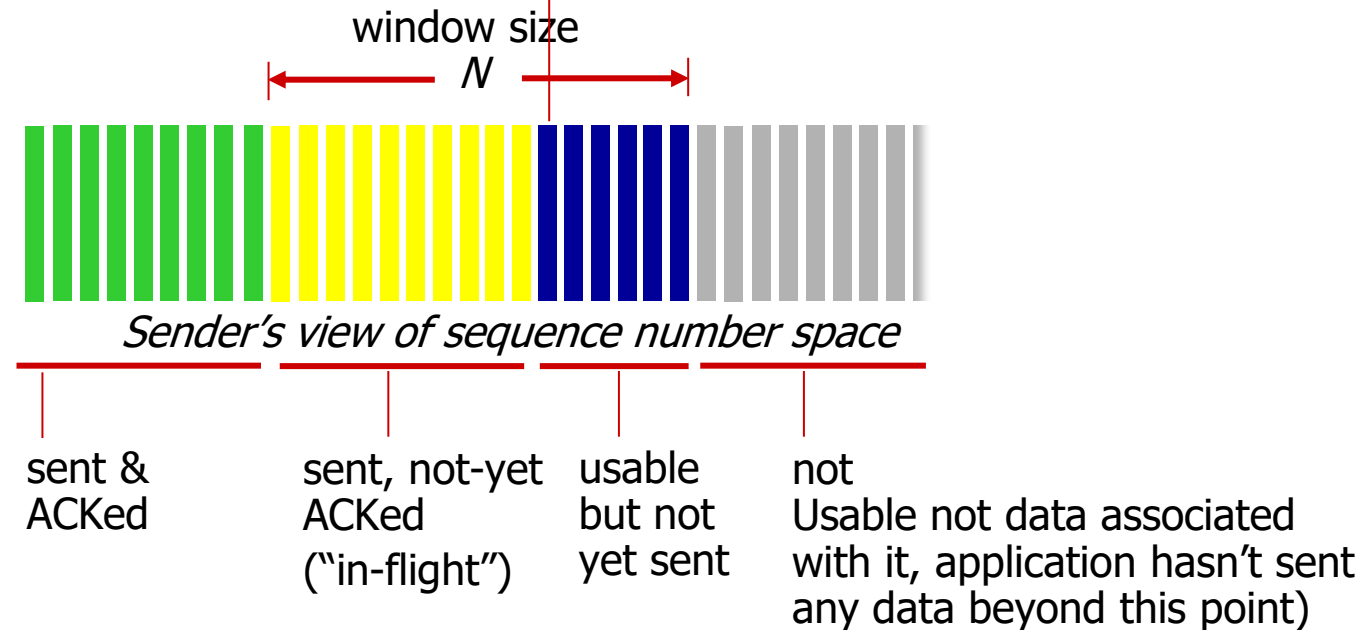 window size
N
Sender's view of sequence number space
sent &
ACKed
sent, not-yet
ACKed
(“in-flight”)
usable
but not
yet sent
not
Usable not data associated
with it, application hasn’t sent
any data beyond this point)